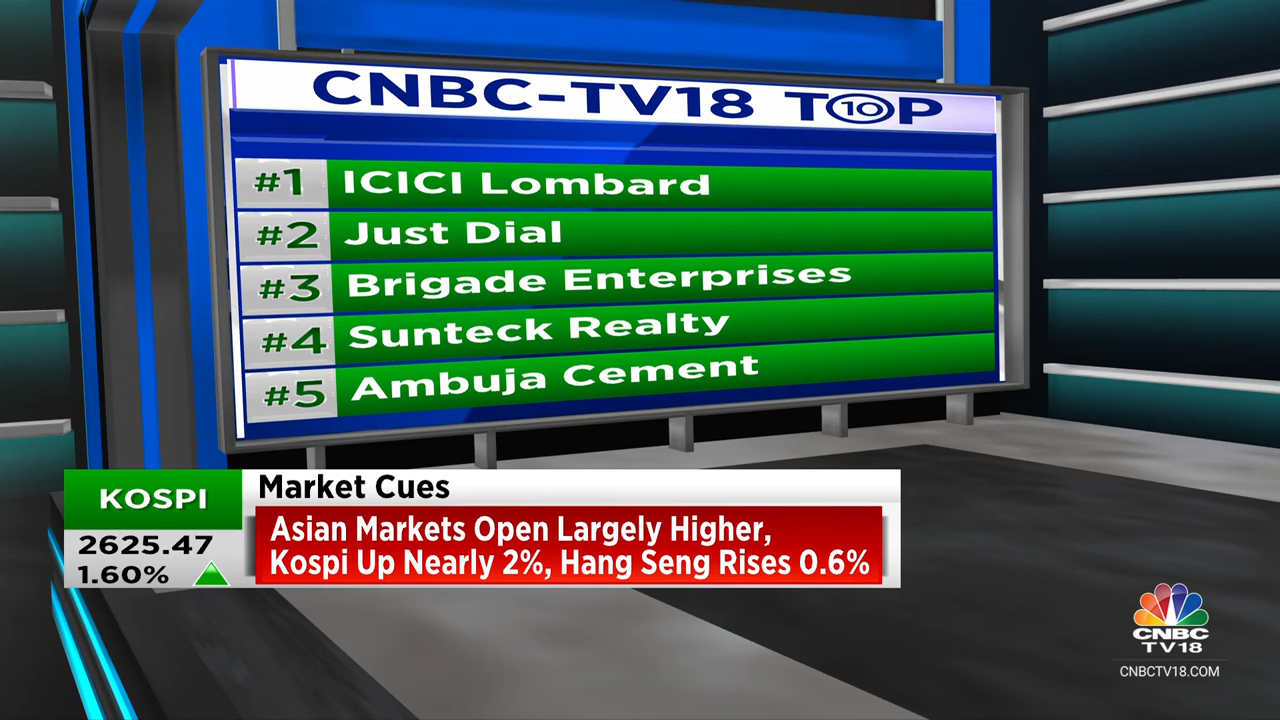 CNBC-TV18 TOP
10
#1 ICICI Lombard
#2 Just Dial
#3 Brigade Enterprises
#4 Sunteck Realty
#5 Ambuja Cement
KOSPI
2625.47
1.60%
Market Cues
Asian Markets Open Largely Higher,
Kospi Up Nearly 2%, Hang Seng Rises 0.6%
CNBC
TV18
CNBCTV18.COM